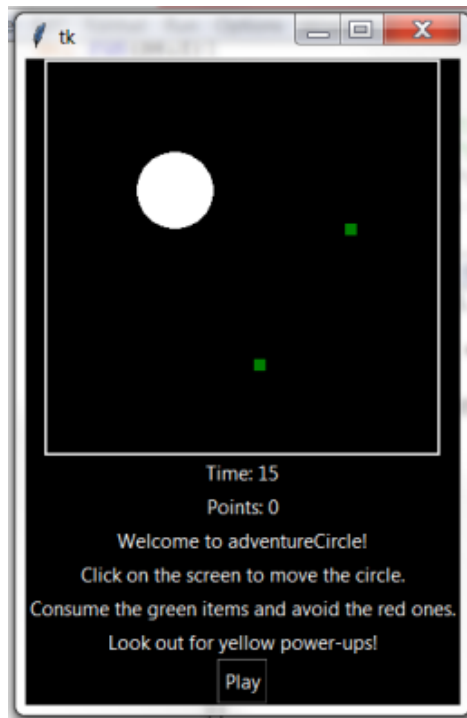 tk
Time: 15
Points: 0
Welcome to adventureCircle!
Click on the screen to move the circle.
Consume the green items and avoid the red ones.
Look out for yellow power-ups!
Play